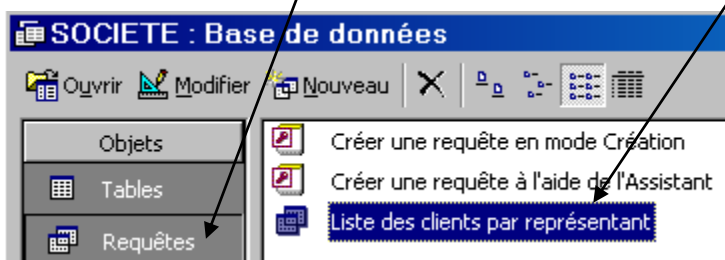 SOCIETE : Base de données
Ouvrir Modifier Nouveau
Objets
Tables
Requêtes
Créer une requête en mode Création
Créer une requête à l'aide de l'Assistant
Liste des clients par représentant